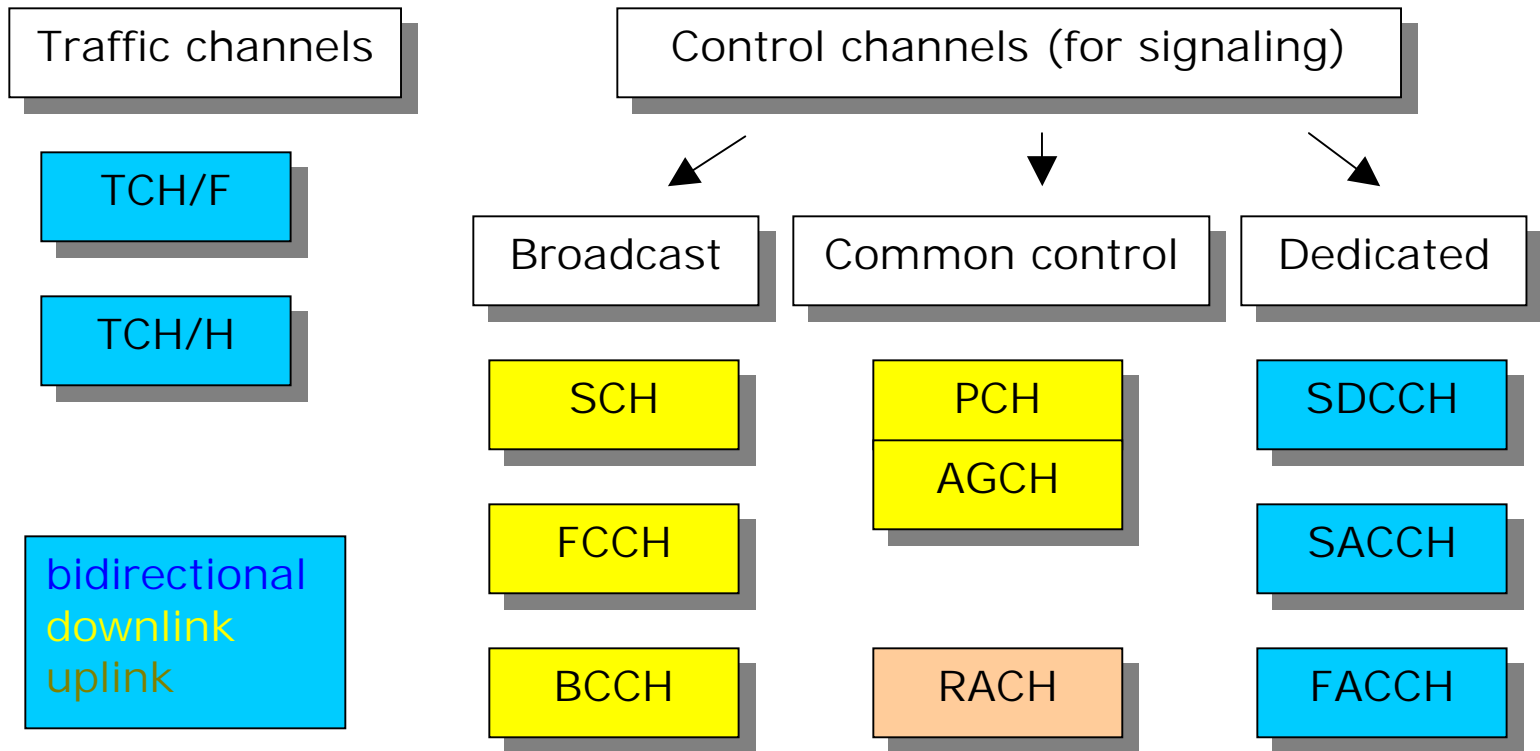 Traffic channels
Control channels (for signaling)
TCH/F
TCH/H
Broadcast
Common control
Dedicated
SCH
PCH
SDCCH
AGCH
FCCH
SACCH
BCCH
RACH
FACCH
bidirectional
downlink
uplink